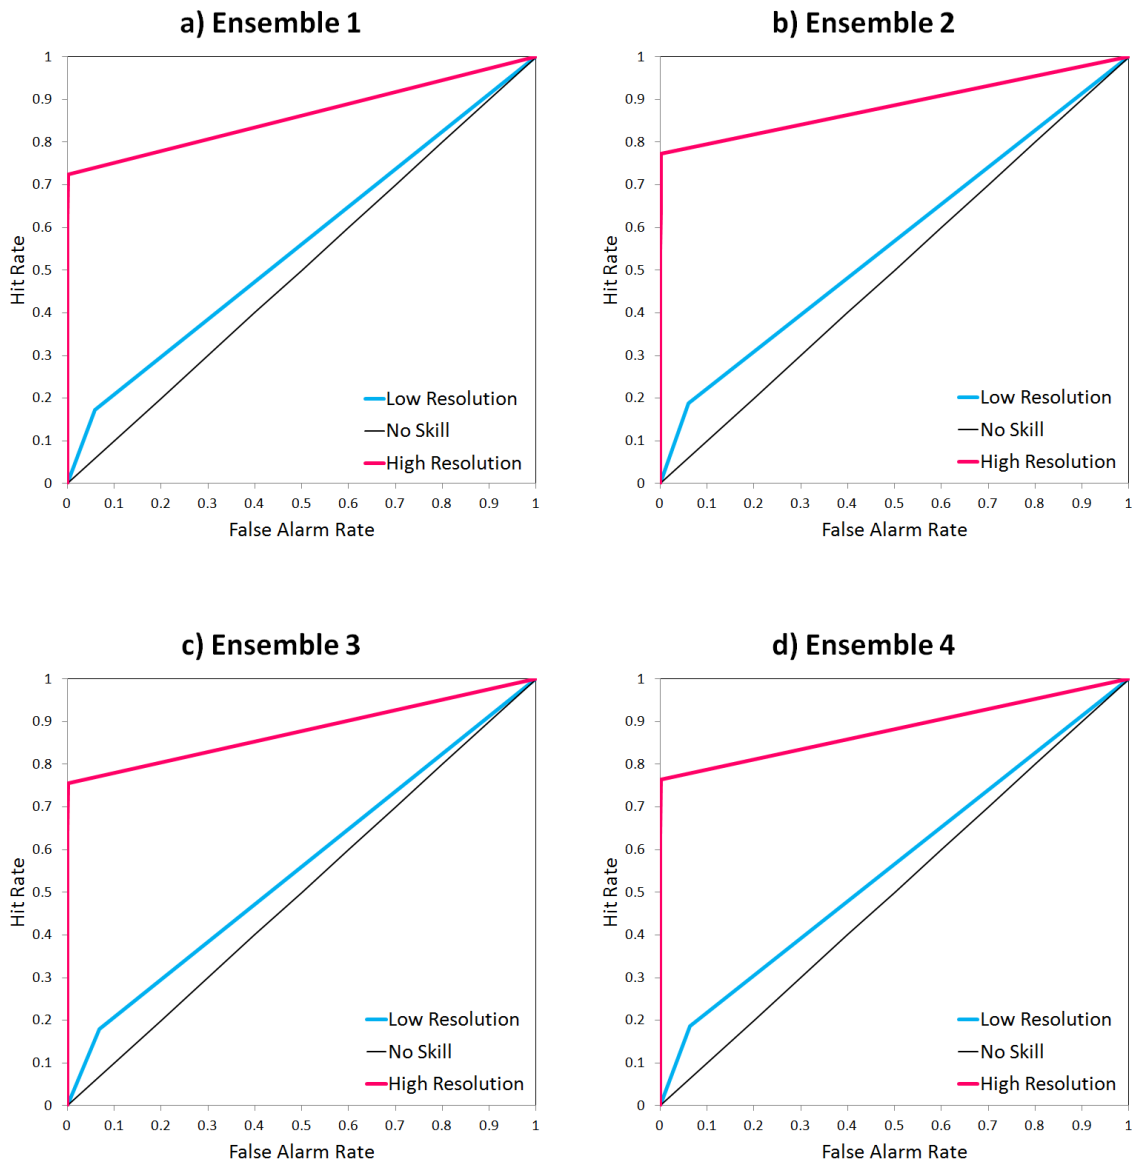 a) Ensemble 1
1
0.9
0.8
0.7
0.6
0.5
0.4
0.3
0.2
0.1
0
Hit Rate
Low Resolution
No Skill
High Resolution
0 0.1 0.2 0.3 0.4 0.5 0.6 0.7 0.8 0.9 1
False Alarm Rate
b) Ensemble 2
1
0.9
0.8
0.7
0.6
0.5
0.4
0.3
0.2
0.1
0
Hit Rate
Low Resolution
No Skill
High Resolution
0 0.1 0.2 0.3 0.4 0.5 0.6 0.7 0.8 0.9 1
False Alarm Rate
c) Ensemble 3
1
0.9
0.8
0.7
0.6
0.5
0.4
0.3
0.2
0.1
0
Hit Rate
Low Resolution
No Skill
High Resolution
0 0.1 0.2 0.3 0.4 0.5 0.6 0.7 0.8 0.9 1
False Alarm Rate
d) Ensemble 4
1
0.9
0.8
0.7
0.6
0.5
0.4
0.3
0.2
0.1
0
Hit Rate
Low Resolution
No Skill
High Resolution
0 0.1 0.2 0.3 0.4 0.5 0.6 0.7 0.8 0.9 1
False Alarm Rate